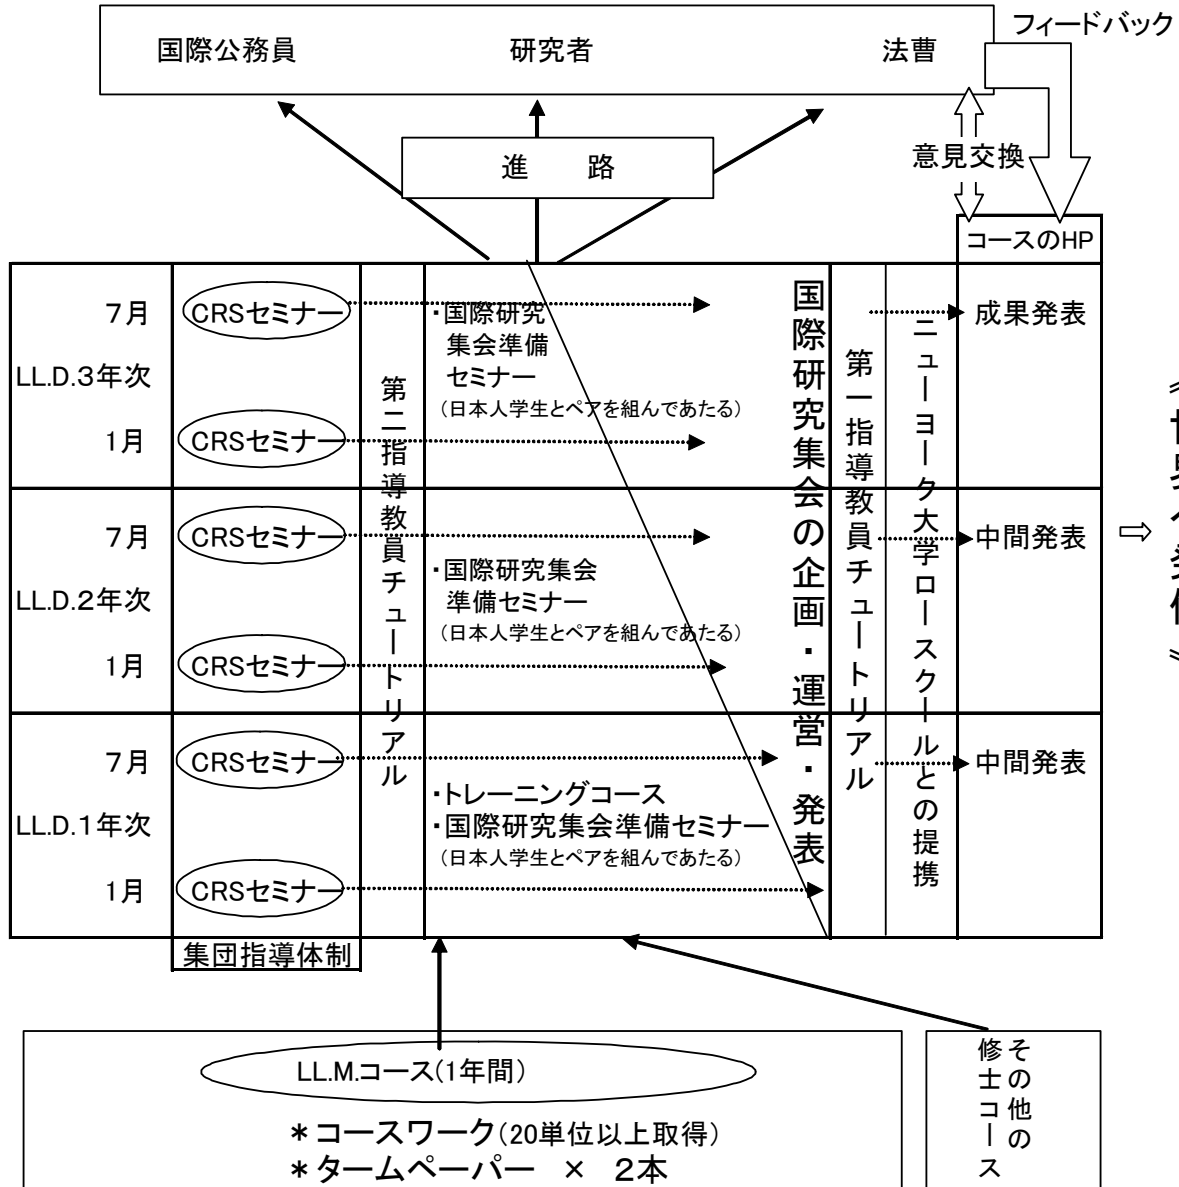 フィードバック
国際公務員 研究者 法曹
意見交換
進 路
コースのHP
7月
CRSセミナー
・国際研究
集会準備
セミナー
(日本人学生とペアを組んであたる)
成果発表
LL.D.3年次
1月
CRSセミナー
7月
CRSセミナー
・国際研究集会
準備セミナー
(日本人学生とペアを組んであたる)
中間発表
LL.D.2年次
1月
CRSセミナー
7月
CRSセミナー
・トレーニングコース
・国際研究集会準備セミナー
(日本人学生とペアを組んであたる)
中間発表
LL.D.1年次
1月
CRSセミナー
第二指導教員チュートリアル
国際研究集会の企画・運営・発表
第一指導教員チュートリアル
ニューヨーク大学ロースクールとの提携
集団指導体制
LL.M.コース(1年間)
*コースワーク(20単位以上取得)
*タームペーパー × 2本
その他の
修士コース